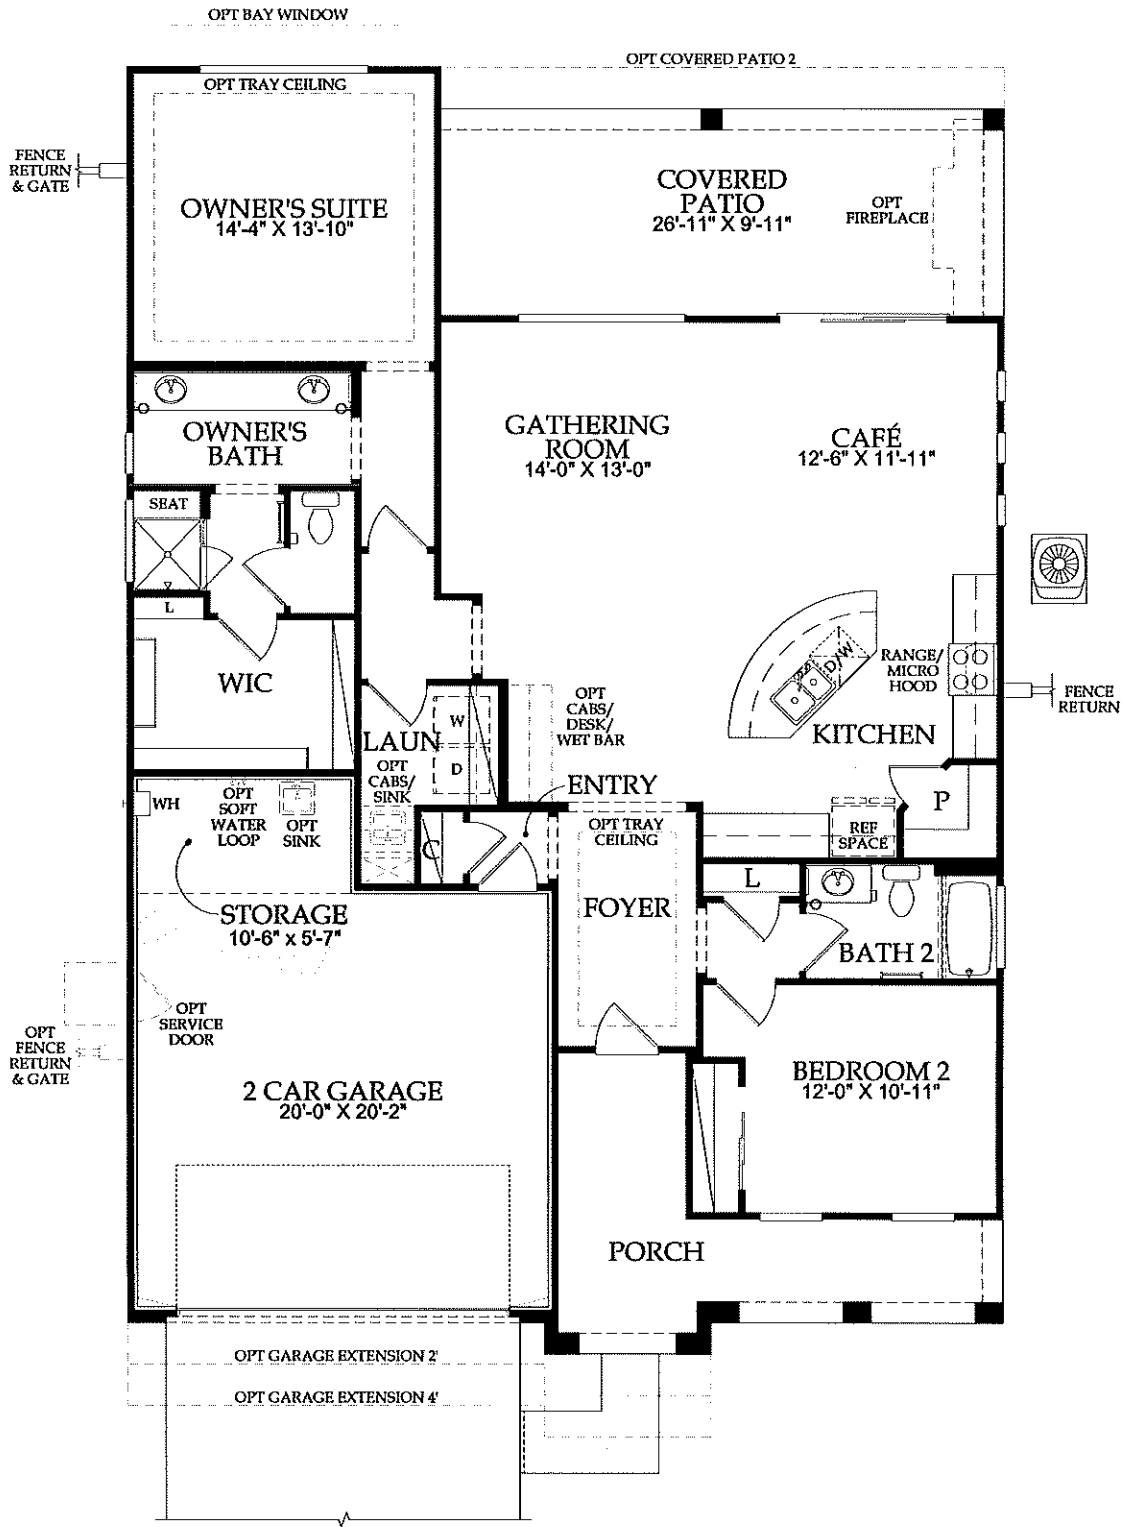 OPT BAY WINDOW
OPT COVERED PATIO 2
OPT TRAY CEILING
FENCE
RETURN
& GATE
OWNER'S SUITE
14'-4" X 13'-10"
COVERED
PATIO
26'-11" X 9'-11"
OPT
FIREPLACE
OWNER'S
BATH
GATHERING
ROOM
14'-0" X 13'-0"
CAFÉ
12'-6" X 11'-11"
SEAT
L
WIC
RANGE/
MICRO
HOOD
D/W
FENCE
RETURN
KITCHEN
OPT
CABS/
DESK/
WET BAR
W
D
LAUN
OPT
CABS/
SINK
ENTRY
P
WH
OPT
SOFT
WATER
LOOP
OPT
SINK
C
OPT TRAY
CEILING
REF
SPACE
L
STORAGE
10'-6" x 5'-7"
FOYER
BATH 2
OPT
SERVICE
DOOR
OPT
FENCE
RETURN
& GATE
2 CAR GARAGE
20'-0" X 20'-2"
BEDROOM 2
12'-0" X 10'-11"
PORCH
OPT GARAGE EXTENSION 2'
OPT GARAGE EXTENSION 4'